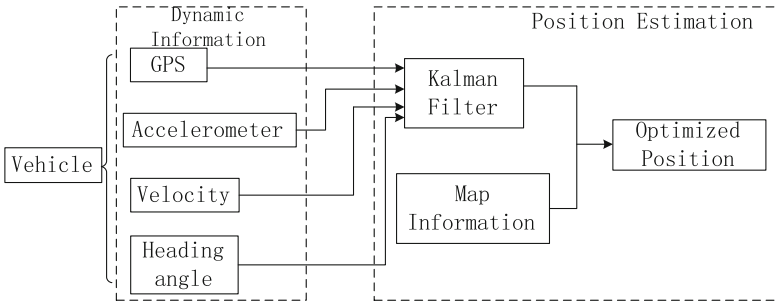 Dynamic
Information
Position Estimation
GPS
Kalman
Filter
Accelerometer
Optimized
Position
Vehicle
Velocity
Map
Information
Heading
angle